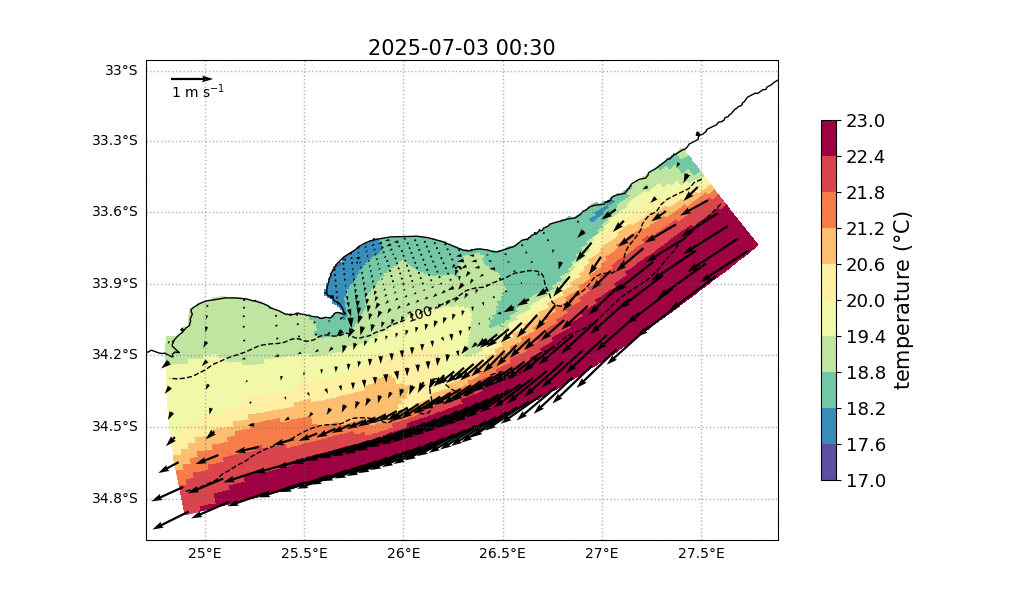 2025-07-03 00:30
1 m s⁻¹
33°S
33.3°S
33.6°S
33.9°S
34.2°S
34.5°S
34.8°S
100
25°E 25.5°E 26°E 26.5°E 27°E 27.5°E
23.0
22.4
21.8
21.2
20.6
20.0
19.4
18.8
18.2
17.6
17.0
temperature (°C)